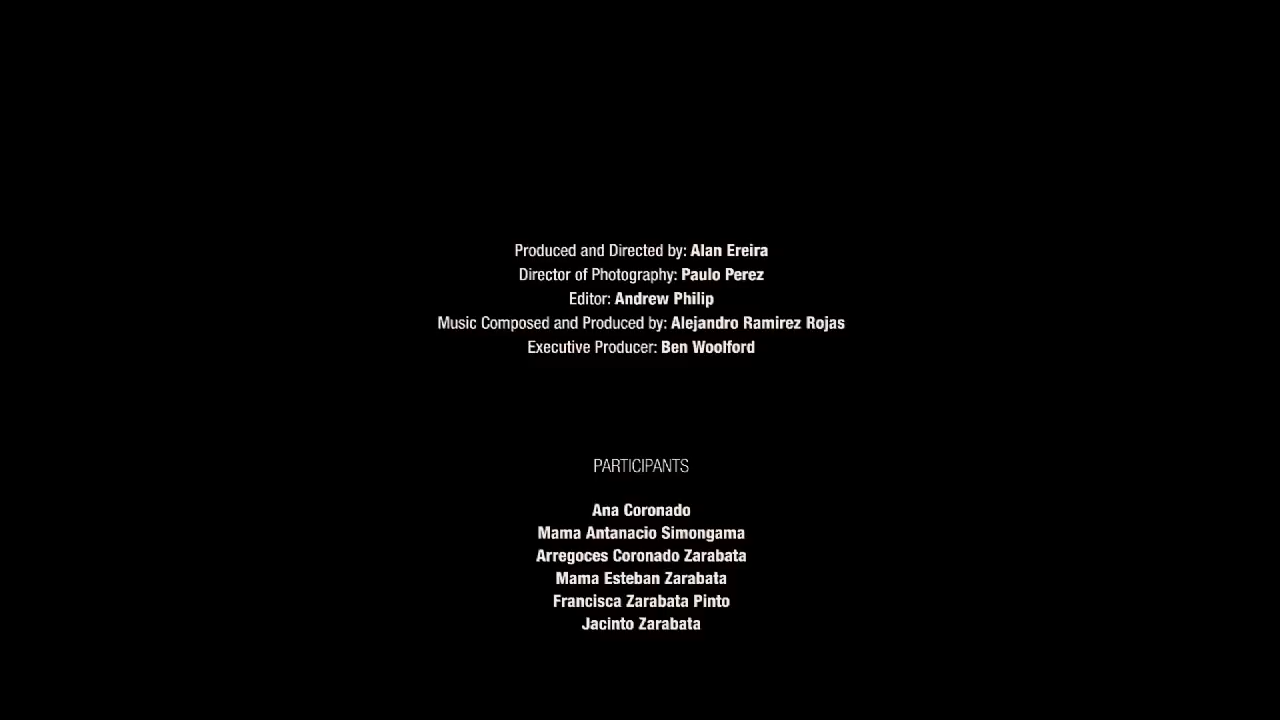 Produced and Directed by: Alan Ereira
Director of Photography: Paulo Perez
Editor: Andrew Philip
Music Composed and Produced by: Alejandro Ramirez Rojas
Executive Producer: Ben Woolford
PARTICIPANTS
Ana Coronado
Mama Antanacio Simongama
Arregoces Coronado Zarabata
Mama Esteban Zarabata
Francisca Zarabata Pinto
Jacinto Zarabata